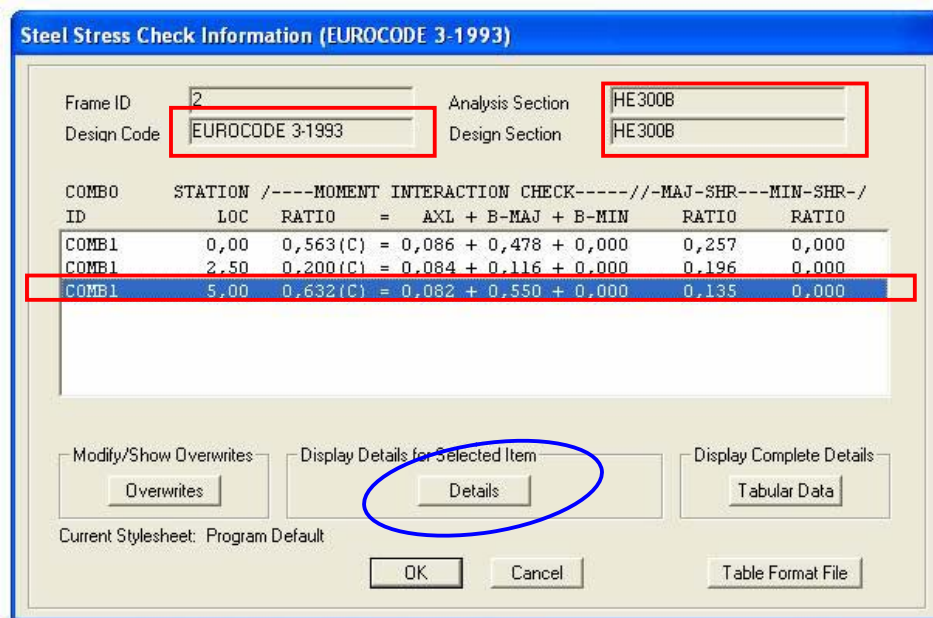 Steel Stress Check Information (EUROCODE 3-1993)
Frame ID 2 Analysis Section HE300B
Design Code EUROCODE 3-1993 Design Section HE300B
COMBO STATION /----MOMENT INTERACTION CHECK-----//-MAJ-SHR---MIN-SHR-/
ID LOC RATIO = AXL + B-MAJ + B-MIN RATIO RATIO
COMB1 0,00 0,563(C) = 0,086 + 0,478 + 0,000 0,257 0,000
COMB1 2,50 0,200(C) = 0,084 + 0,116 + 0,000 0,196 0,000
COMB1 5,00 0,632(C) = 0,082 + 0,550 + 0,000 0,135 0,000
Modify/Show Overwrites Display Details for Selected Item Display Complete Details
Overwrites Details Tabular Data
Current Stylesheet: Program Default
OK Cancel Table Format File